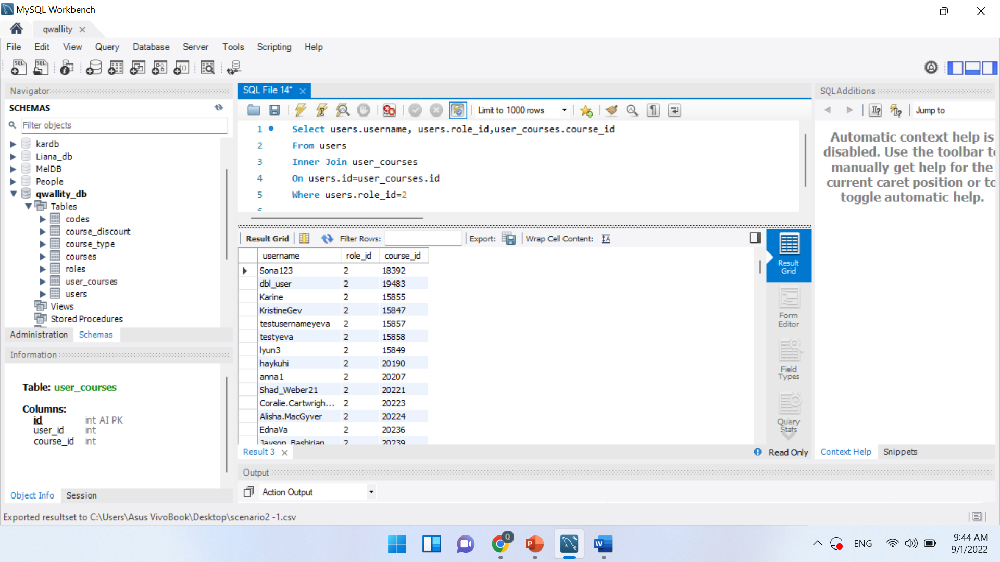 MySQL Workbench
qwallity
File Edit View Query Database Server Tools Scripting Help
Navigator
SCHEMAS
Filter objects
kardb
Liana_db
MelDB
People
qwallity_db
Tables
codes
course_discount
course_type
courses
roles
user_courses
users
Views
Stored Procedures
Administration Schemas
Information
Table: user_courses
Columns:
id int AI PK
user_id int
course_id int
Object Info Session
SQL File 14*
Limit to 1000 rows
1 Select users.username, users.role_id,user_courses.course_id
2 From users
3 Inner Join user_courses
4 On users.id=user_courses.id
5 Where users.role_id=2
6
Result Grid Filter Rows: Export: Wrap Cell Content:
username role_id course_id
Sona123 2 18392
dbl_user 2 19483
Karine 2 15855
KristineGev 2 15847
testusernameyeva 2 15857
testyeva 2 15858
lyun3 2 15849
haykuhi 2 20190
anna1 2 20207
Shad_Weber21 2 20221
Coralie.Cartwrigh... 2 20223
Alisha.MacGyver 2 20224
EdnaVa 2 20236
Jayson_Bashirian 2 20239
Result Grid
Form Editor
Field Types
Query Stats
Result 3
Read Only
Output
Action Output
SQLAdditions
Jump to
Automatic context help is
disabled. Use the toolbar to
manually get help for the
current caret position or to
toggle automatic help.
Context Help Snippets
Exported resultset to C:\Users\Asus VivoBook\Desktop\scenario2 -1.csv
ENG
9:44 AM
9/1/2022